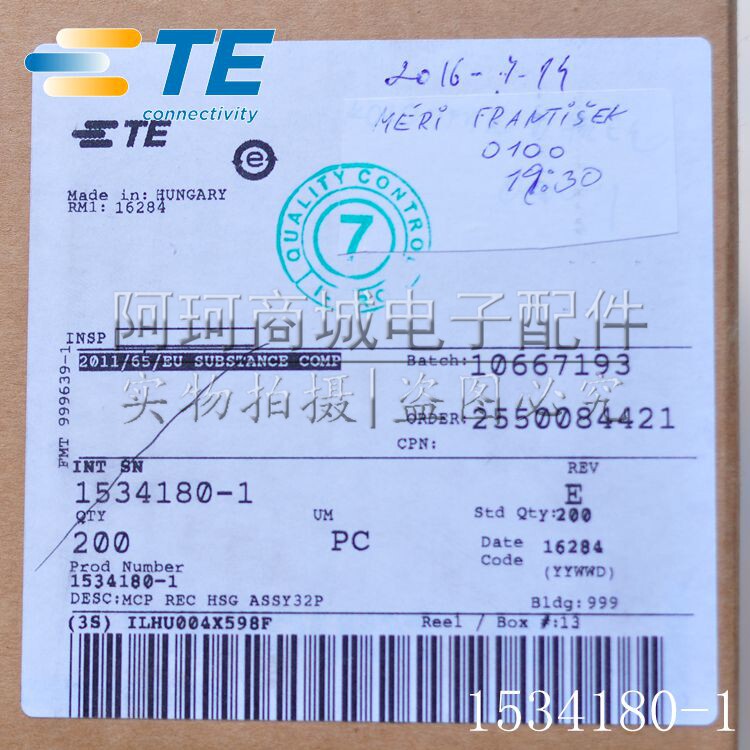 TE
connectivity
TE
2016-7-14
MÉRI FRANTIŠEK
0100
19:30
e
Made in: HUNGARY
RM1: 16284
QUALITY CONTROL
7
阿珂商城电子配件
INSP
2011/65/EU SUBSTANCE COMP
Batch: 10667193
实物拍摄|盗图必究
ORDER: 2550084421
CPN:
FMT 999639-1
INT SN
REV
1534180-1
E
QTY
UM
Std Qty:200
200
PC
Date Code
16284
(YYWWD)
Prod Number
1534180-1
DESC:MCP REC HSG ASSY32P
Bldg:999
(3S) ILHU004X598F
Reel / Box #:13
1534180-1